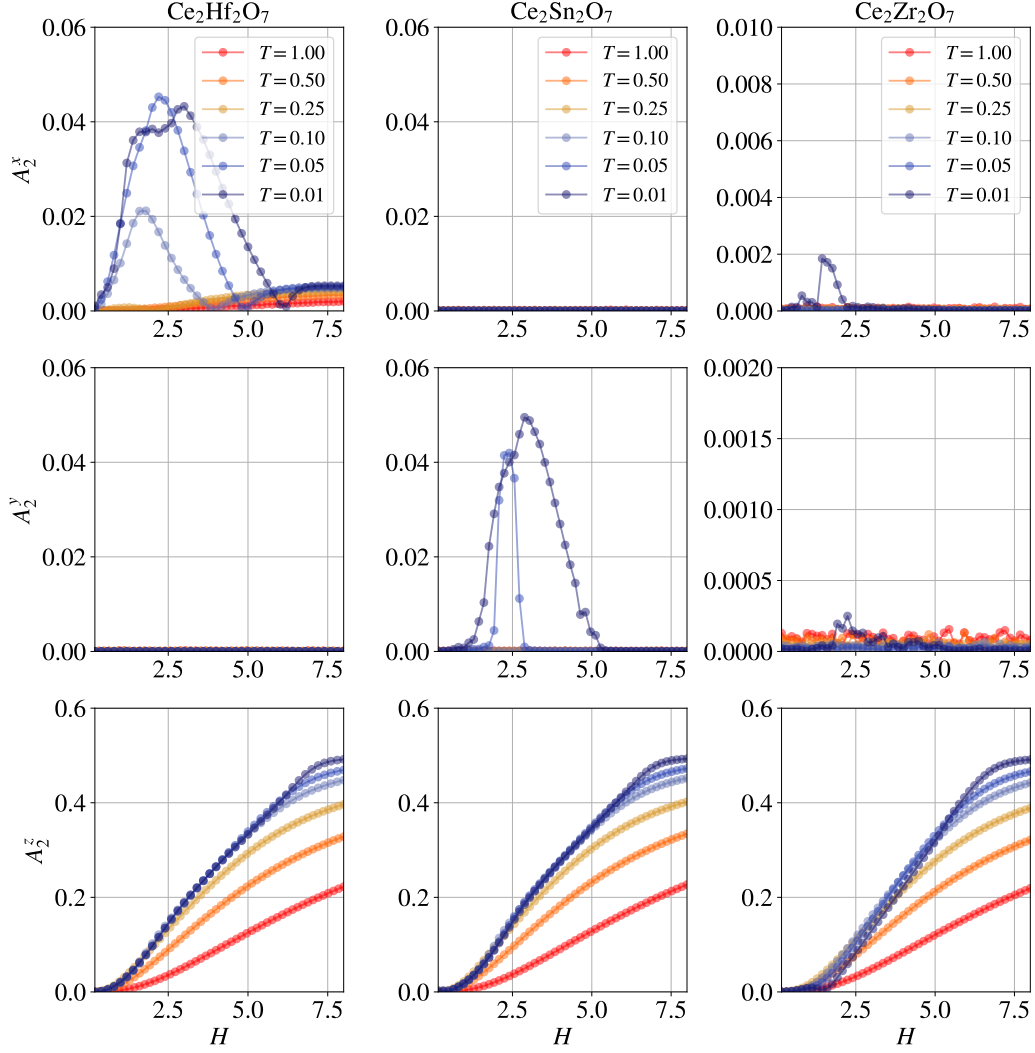 Ce₂Hf₂O₇ Ce₂Sn₂O₇ Ce₂Zr₂O₇
A₂ˣ
0.06
0.04
0.02
0.00
2.5 5.0 7.5
T = 1.00
T = 0.50
T = 0.25
T = 0.10
T = 0.05
T = 0.01
0.06
0.04
0.02
0.00
2.5 5.0 7.5
T = 1.00
T = 0.50
T = 0.25
T = 0.10
T = 0.05
T = 0.01
0.010
0.008
0.006
0.004
0.002
0.000
2.5 5.0 7.5
T = 1.00
T = 0.50
T = 0.25
T = 0.10
T = 0.05
T = 0.01
A₂ʸ
0.06
0.04
0.02
0.00
2.5 5.0 7.5
0.06
0.04
0.02
0.00
2.5 5.0 7.5
0.0020
0.0015
0.0010
0.0005
0.0000
2.5 5.0 7.5
A₂ᶻ
0.6
0.4
0.2
0.0
2.5 5.0 7.5
H
0.6
0.4
0.2
0.0
2.5 5.0 7.5
H
0.6
0.4
0.2
0.0
2.5 5.0 7.5
H